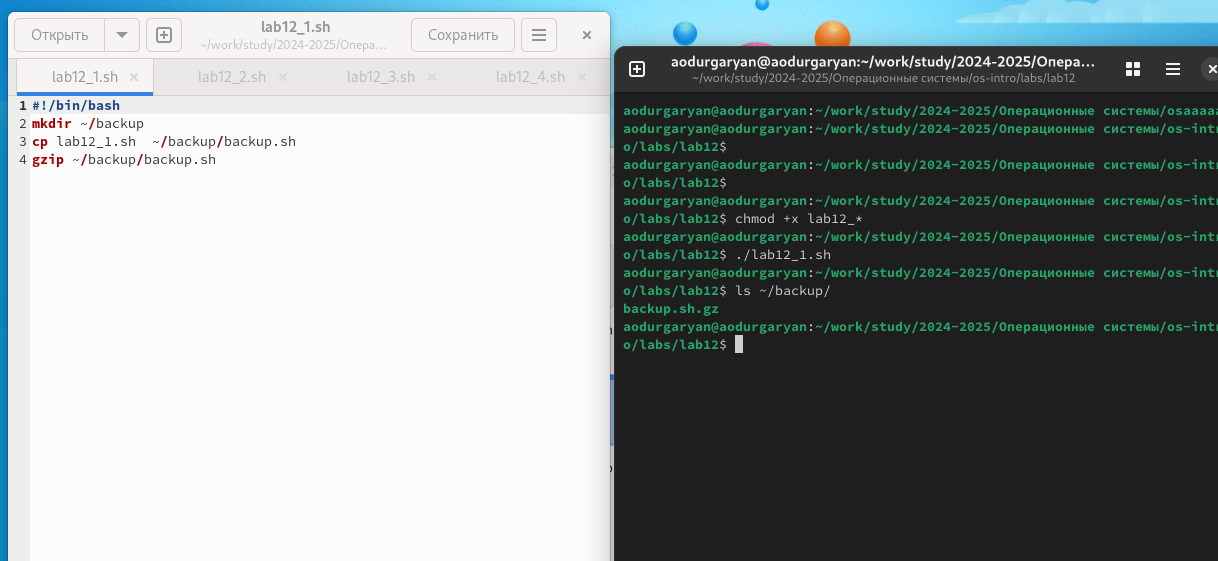 Открыть
lab12_1.sh
~/work/study/2024-2025/Опера…
Сохранить
lab12_1.sh
lab12_2.sh
lab12_3.sh
lab12_4.sh
1 #!/bin/bash
2 mkdir ~/backup
3 cp lab12_1.sh  ~/backup/backup.sh
4 gzip ~/backup/backup.sh
aodurgaryan@aodurgaryan:~/work/study/2024-2025/Опера…
~/work/study/2024-2025/Операционные системы/os-intro/labs/lab12
aodurgaryan@aodurgaryan:~/work/study/2024-2025/Операционные системы/osaaaaa
aodurgaryan@aodurgaryan:~/work/study/2024-2025/Операционные системы/os-intr
o/labs/lab12$
aodurgaryan@aodurgaryan:~/work/study/2024-2025/Операционные системы/os-intr
o/labs/lab12$
aodurgaryan@aodurgaryan:~/work/study/2024-2025/Операционные системы/os-intr
o/labs/lab12$ chmod +x lab12_*
aodurgaryan@aodurgaryan:~/work/study/2024-2025/Операционные системы/os-intr
o/labs/lab12$ ./lab12_1.sh
aodurgaryan@aodurgaryan:~/work/study/2024-2025/Операционные системы/os-intr
o/labs/lab12$ ls ~/backup/
backup.sh.gz
aodurgaryan@aodurgaryan:~/work/study/2024-2025/Операционные системы/os-intr
o/labs/lab12$